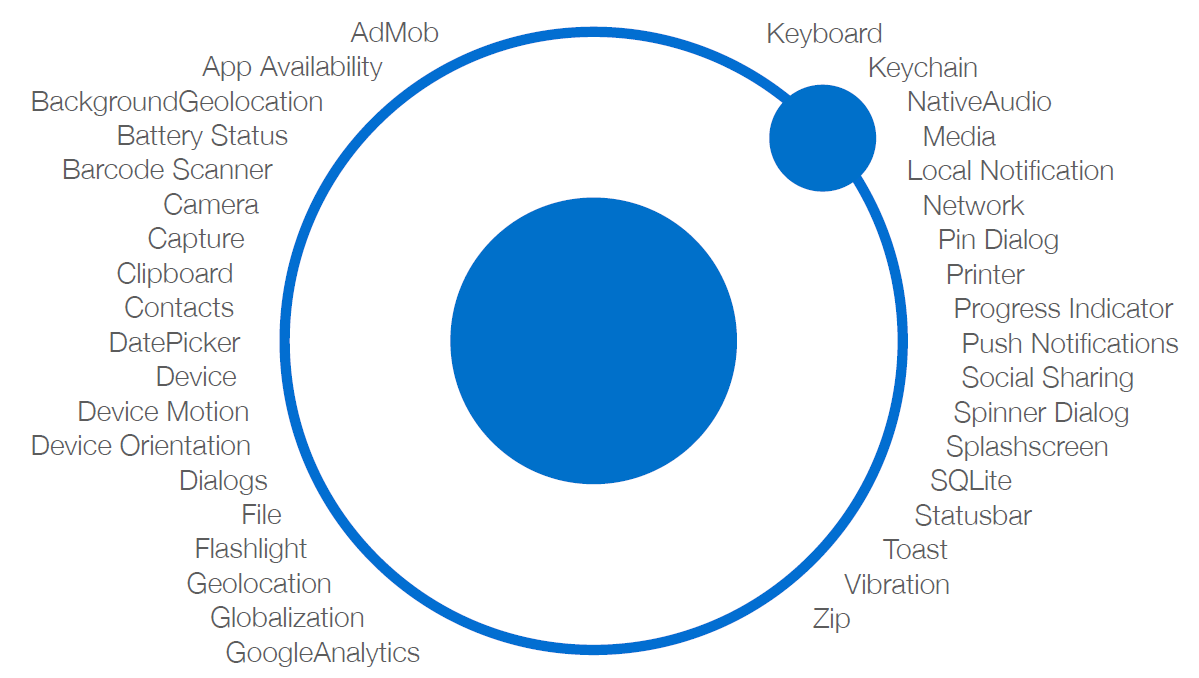 AdMob
App Availability
BackgroundGeolocation
Battery Status
Barcode Scanner
Camera
Capture
Clipboard
Contacts
DatePicker
Device
Device Motion
Device Orientation
Dialogs
File
Flashlight
Geolocation
Globalization
GoogleAnalytics
Keyboard
Keychain
NativeAudio
Media
Local Notification
Network
Pin Dialog
Printer
Progress Indicator
Push Notifications
Social Sharing
Spinner Dialog
Splashscreen
SQLite
Statusbar
Toast
Vibration
Zip